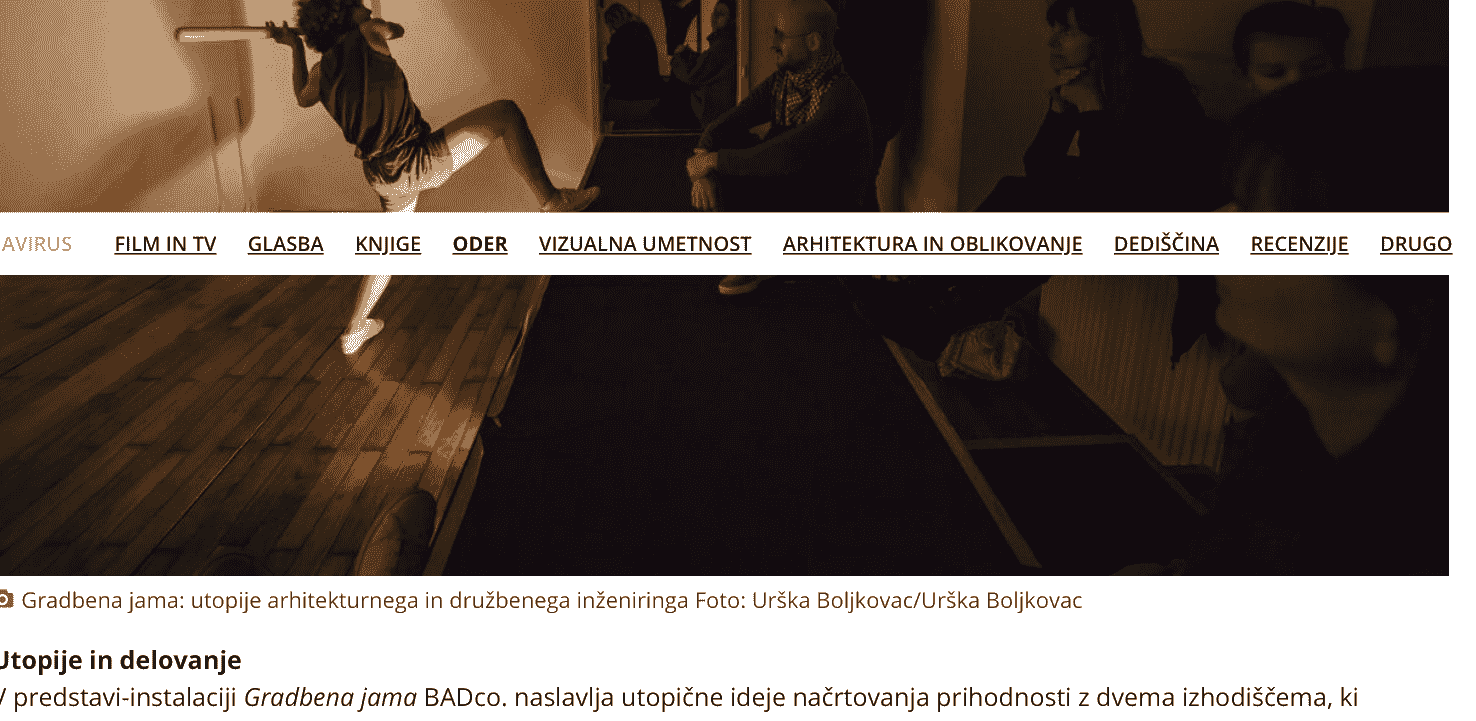 AVIRUS FILM IN TV GLASBA KNJIGE ODER VIZUALNA UMETNOST ARHITEKTURA IN OBLIKOVANJE DEDIŠČINA RECENZIJE DRUGO
Gradbena jama: utopije arhitekturnega in družbenega inženiringa Foto: Urška Boljkovac/Urška Boljkovac
Utopije in delovanje
V predstavi-instalaciji Gradbena jama BADco. naslavlja utopične ideje načrtovanja prihodnosti z dvema izhodiščema, ki